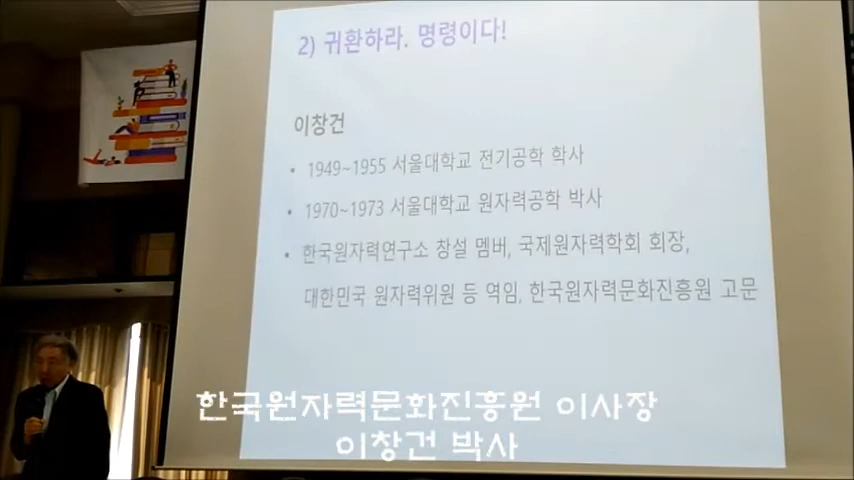 2) 귀환하라. 명령이다!
이창건
• 1949~1955 서울대학교 전기공학 학사
• 1970~1973 서울대학교 원자력공학 박사
• 한국원자력연구소 창설 멤버, 국제원자력학회 회장,
대한민국 원자력위원 등 역임, 한국원자력문화진흥원 고문
한국원자력문화진흥원 이사장
이창건 박사